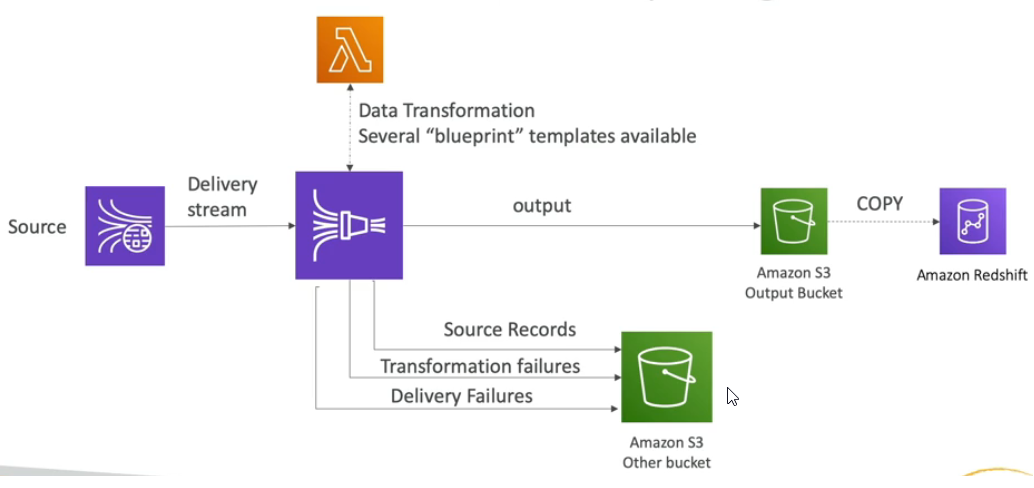 Data Transformation
Several “blueprint” templates available
Delivery
stream
Source
output
COPY
Amazon S3
Output Bucket
Amazon Redshift
Source Records
Transformation failures
Delivery Failures
Amazon S3
Other bucket